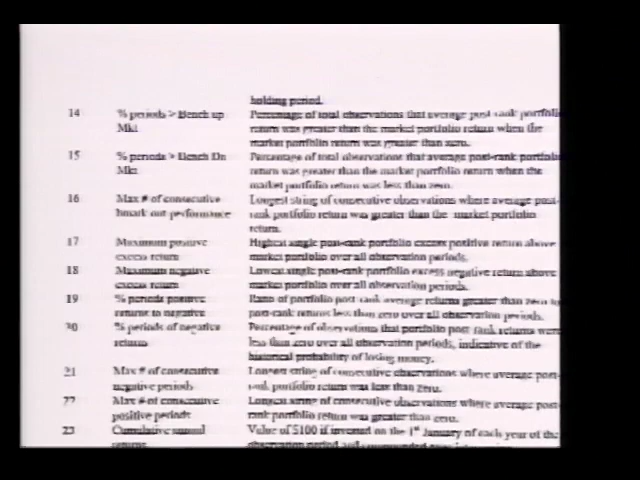 holding period.
14 % periods > Bench up Percentage of total observations that average post-rank portfolio
Mkt return was greater than the market portfolio return when the
market portfolio return was greater than zero.
15 % periods > Bench Dn Percentage of total observations that average post-rank portfolio
Mkt return was greater than the market portfolio return when the
market portfolio return was less than zero.
16 Max # of consecutive Longest string of consecutive observations where average post-
bmark out performance rank portfolio return was greater than the market portfolio
return.
17 Maximum positive Highest single post-rank portfolio excess positive return above
excess return market portfolio over all observation periods.
18 Maximum negative Lowest single post-rank portfolio excess negative return above
excess return market portfolio over all observation periods.
19 % periods positive Ratio of portfolio post-rank average returns greater than zero to
returns to negative post-rank returns less than zero over all observation periods.
20 % periods of negative Percentage of observations that portfolio post-rank returns were
returns less than zero over all observation periods, indicative of the
historical probability of losing money.
21 Max # of consecutive Longest string of consecutive observations where average post-
negative periods rank portfolio return was less than zero.
22 Max # of consecutive Longest string of consecutive observations where average post-
positive periods rank portfolio return was greater than zero.
23 Cumulative annual Value of $100 if invested on the 1st January of each year of the
returns observation period and